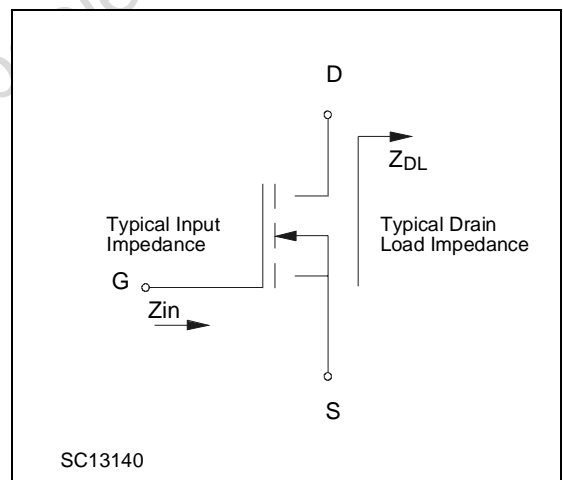 D
Z_DL
Typical Input
Impedance
Typical Drain
Load Impedance
G
Zin
S
SC13140